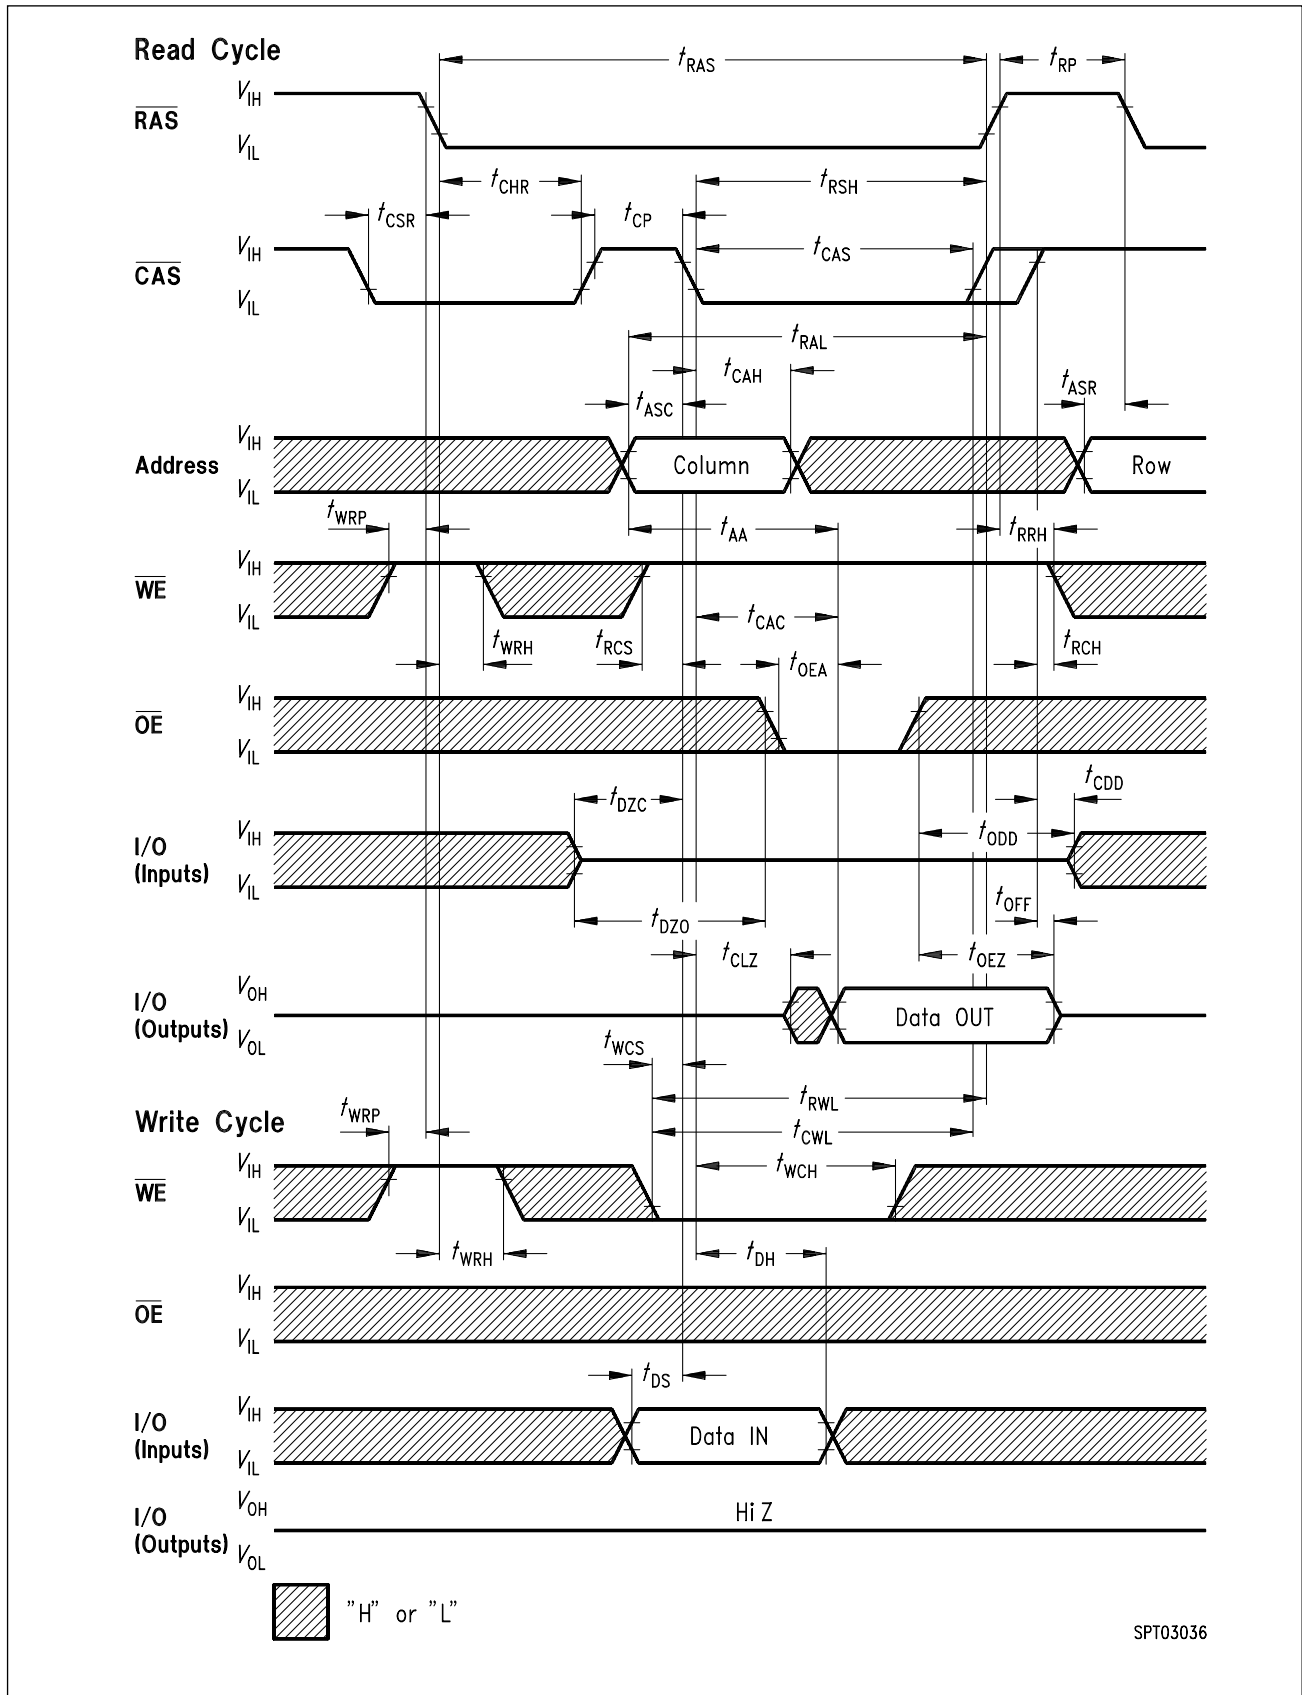 Read Cycle
tRAS
tRP
RAS
VIH
VIL
tCHR
tRSH
tCSR
tCP
CAS
VIH
VIL
tCAS
tRAL
tCAH
tASC
tASR
Address
VIH
VIL
Column
Row
tWRP
tAA
tRRH
WE
VIH
VIL
tWRH
tRCS
tCAC
tOEA
tRCH
OE
VIH
VIL
tDZC
tCDD
tODD
I/O
(Inputs)
VIH
VIL
tDZO
tOFF
tCLZ
tOEZ
I/O
(Outputs)
VOH
VOL
Data OUT
tWCS
tRWL
Write Cycle
tWRP
tCWL
tWCH
WE
VIH
VIL
tWRH
tDH
OE
VIH
VIL
tDS
I/O
(Inputs)
VIH
VIL
Data IN
I/O
(Outputs)
VOH
VOL
Hi Z
"H" or "L"
SPT03036